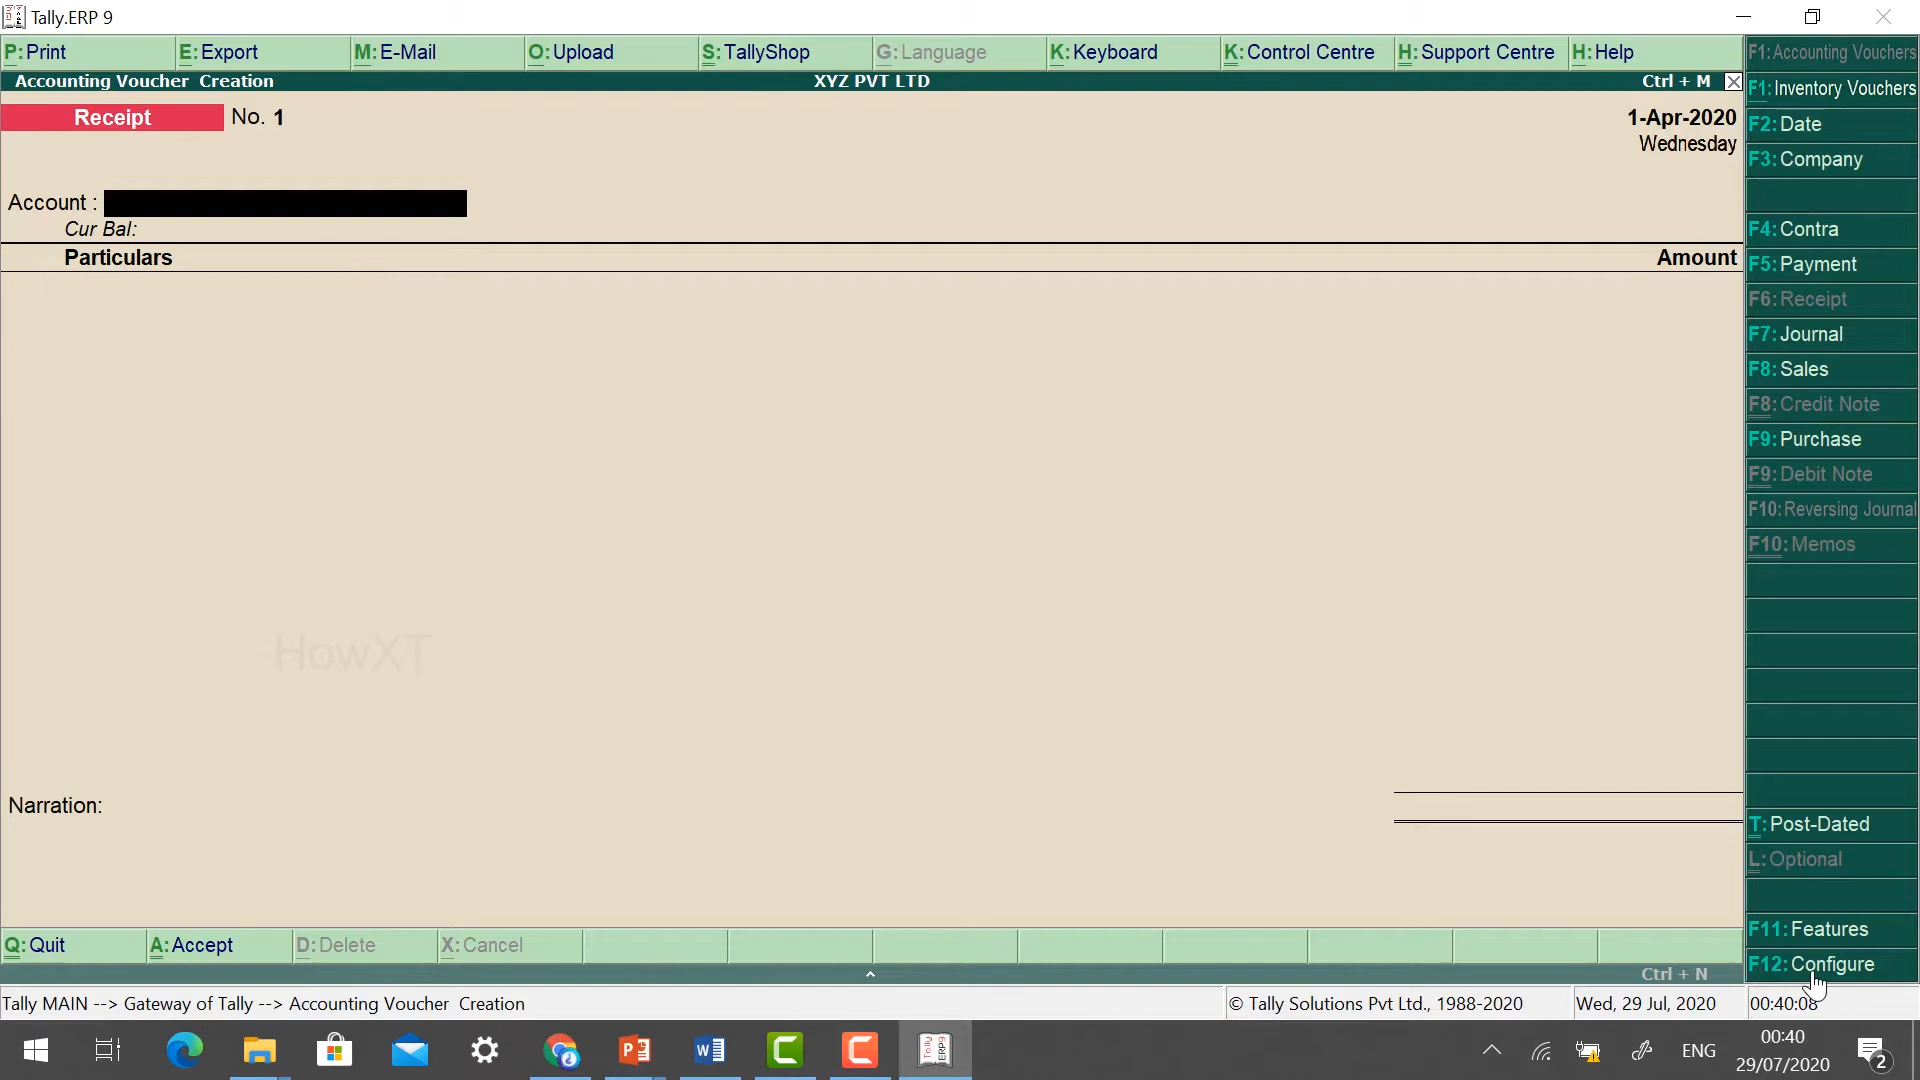 Tally.ERP 9
P: Print E: Export M: E-Mail O: Upload S: TallyShop G: Language K: Keyboard K: Control Centre H: Support Centre H: Help
Accounting Voucher Creation XYZ PVT LTD Ctrl + M
Receipt No. 1 1-Apr-2020
Wednesday
Account :
Cur Bal:
Particulars Amount
HowXT
Narration:
F1: Accounting Vouchers
F1: Inventory Vouchers
F2: Date
F3: Company
F4: Contra
F5: Payment
F6: Receipt
F7: Journal
F8: Sales
F8: Credit Note
F9: Purchase
F9: Debit Note
F10: Reversing Journal
F10: Memos
T: Post-Dated
L: Optional
F11: Features
F12: Configure
Q: Quit A: Accept D: Delete X: Cancel
Ctrl + N
Tally MAIN --> Gateway of Tally --> Accounting Voucher Creation © Tally Solutions Pvt Ltd., 1988-2020 Wed, 29 Jul, 2020 00:40:08
Tally ERP9
ENG
00:40
29/07/2020
2